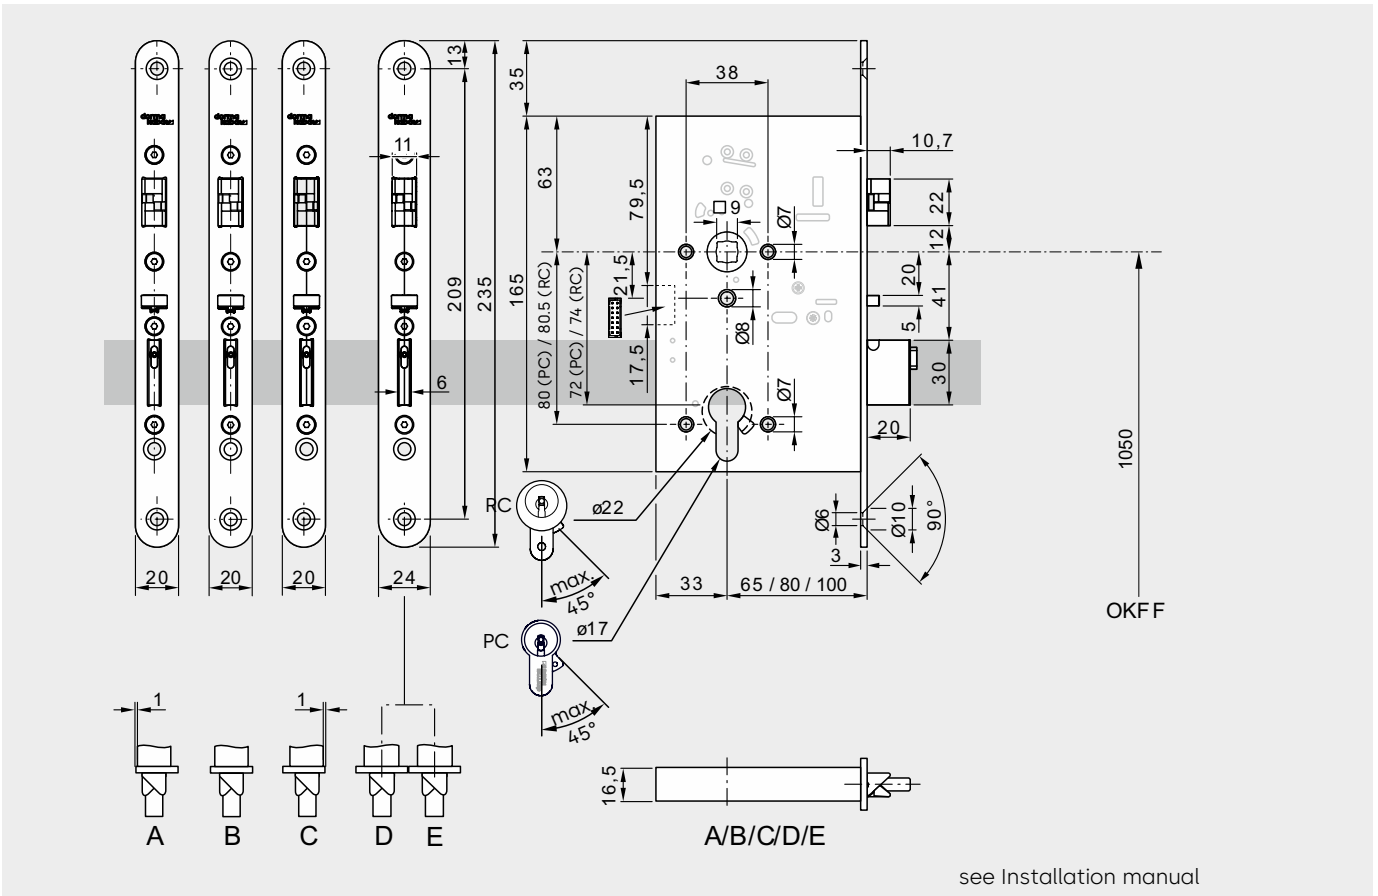 13
35
38
10,7
11
63
79,5
9
Ø7
22
12
209
235
165
80 (PC) / 80.5 (RC)
72 (PC) / 74 (RC)
21,5
20
41
Ø8
5
17,5
6
30
Ø7
20
1050
RC
ø22
Ø6
Ø10
90°
3
20
20
20
24
max.
45°
33
65 / 80 / 100
OKFF
PC
ø17
1
1
max.
45°
16,5
A
B
C
D
E
A/B/C/D/E
see Installation manual